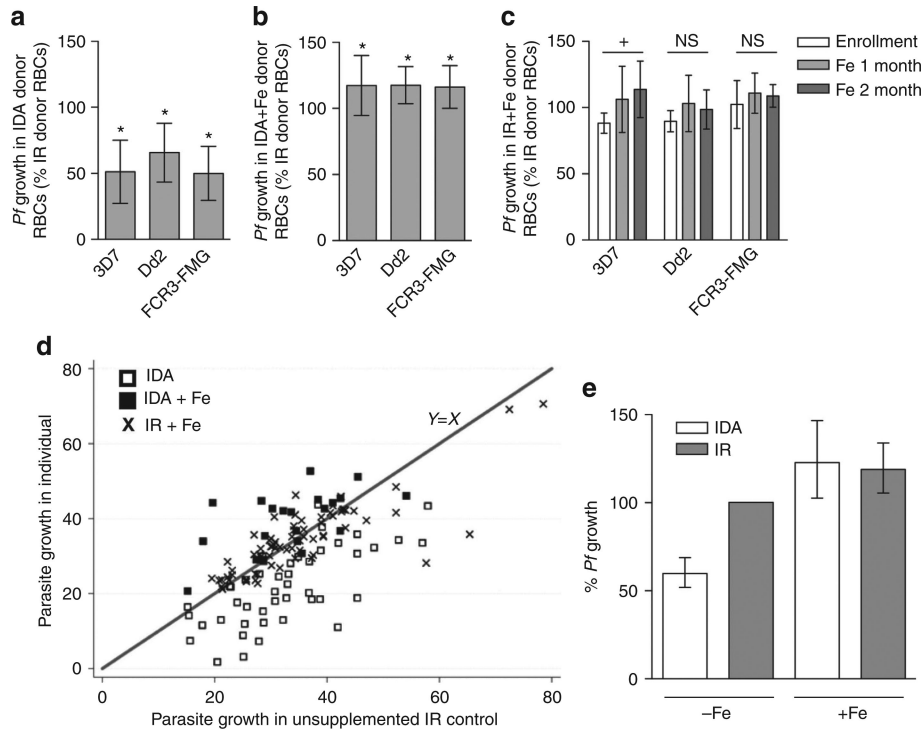 a
Pf growth in IDA donor
RBCs (% IR donor RBCs)
150
100
50
0
*
*
*
3D7
Dd2
FCR3-FMG
b
Pf growth in IDA+Fe donor
RBCs (% IR donor RBCs)
150
100
50
0
*
*
*
3D7
Dd2
FCR3-FMG
c
Pf growth in IR+Fe donor
RBCs (% IR donor RBCs)
150
100
50
0
+
NS
NS
3D7
Dd2
FCR3-FMG
Enrollment
Fe 1 month
Fe 2 month
d
Parasite growth in individual
80
60
40
20
0
IDA
IDA + Fe
X IR + Fe
Y=X
0
20
40
60
80
Parasite growth in unsupplemented IR control
e
% Pf growth
150
100
50
0
IDA
IR
–Fe
+Fe